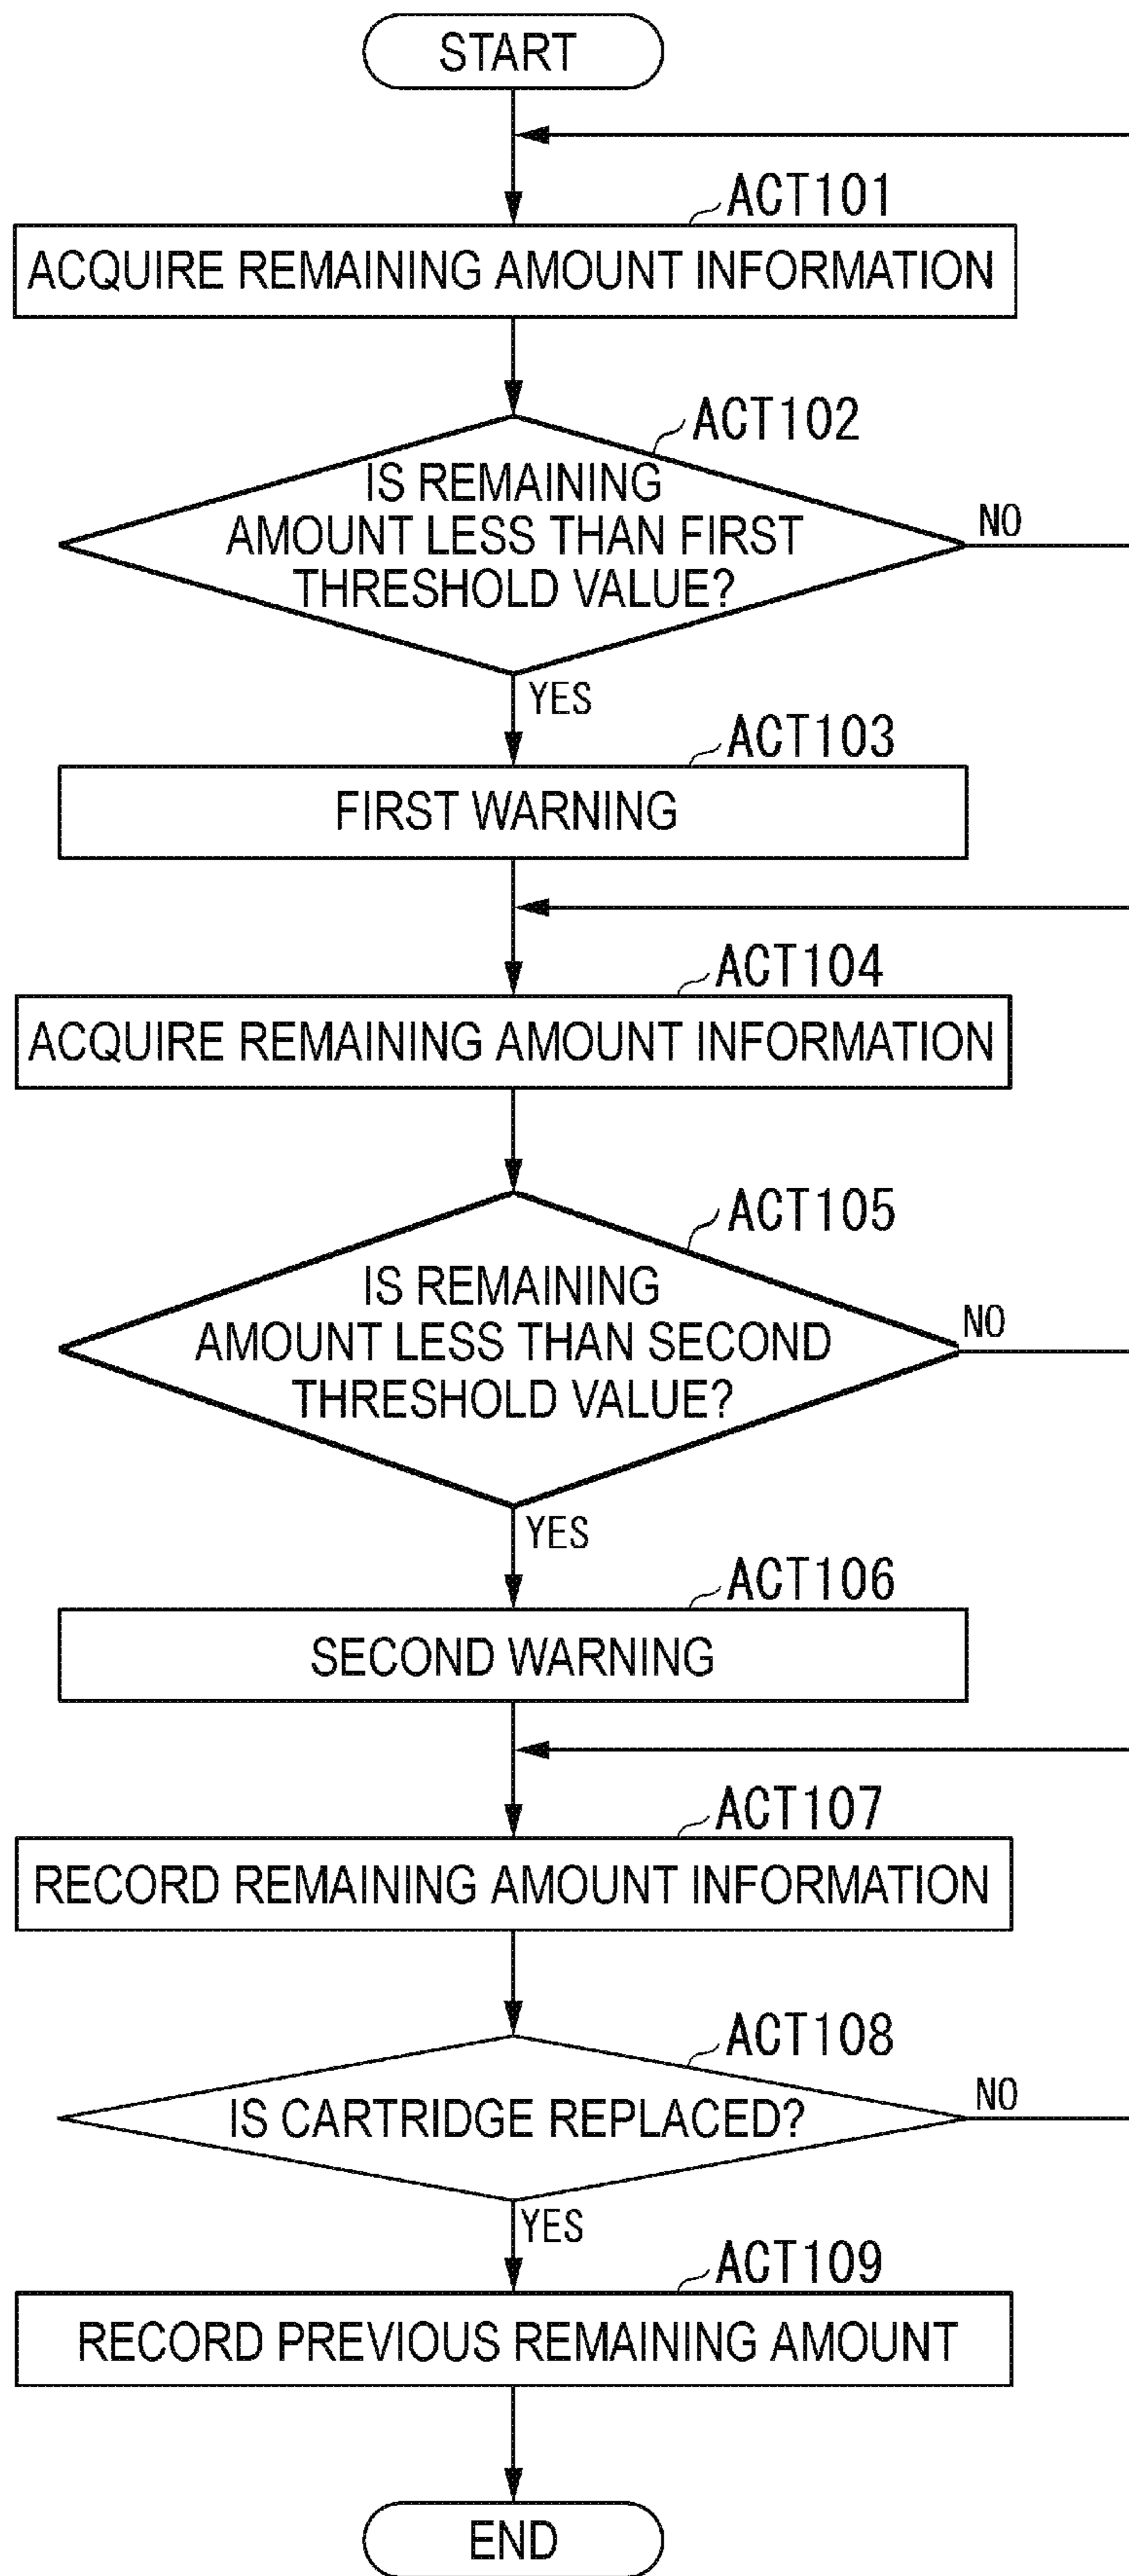 START
ACT101
ACQUIRE REMAINING AMOUNT INFORMATION
ACT102
IS REMAINING
AMOUNT LESS THAN FIRST
THRESHOLD VALUE?
NO
YES
ACT103
FIRST WARNING
ACT104
ACQUIRE REMAINING AMOUNT INFORMATION
ACT105
IS REMAINING
AMOUNT LESS THAN SECOND
THRESHOLD VALUE?
NO
YES
ACT106
SECOND WARNING
ACT107
RECORD REMAINING AMOUNT INFORMATION
ACT108
IS CARTRIDGE REPLACED?
NO
YES
ACT109
RECORD PREVIOUS REMAINING AMOUNT
END